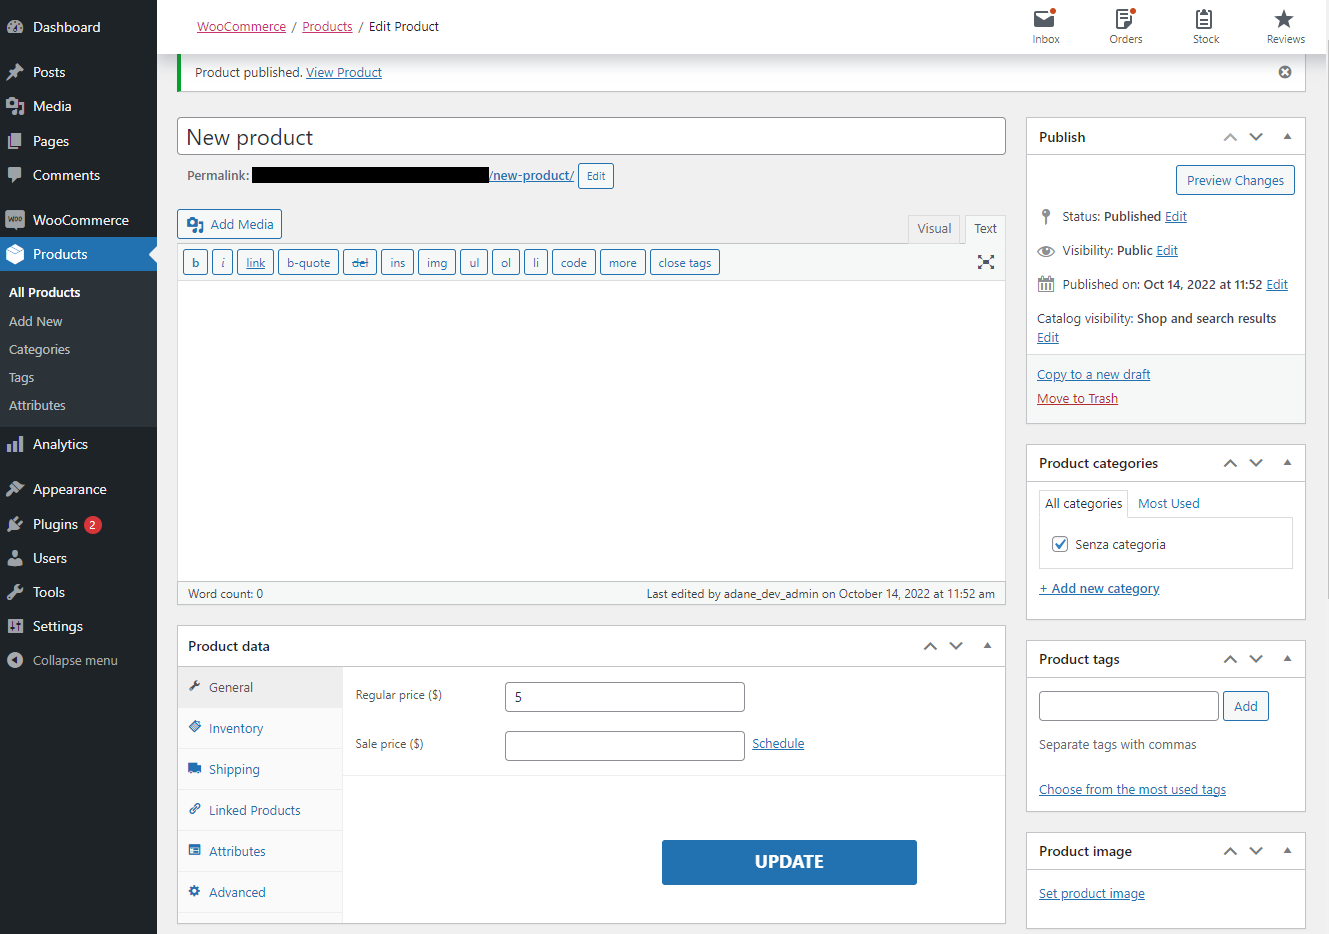 Dashboard
Posts
Media
Pages
Comments
Woo WooCommerce
Products
All Products
Add New
Categories
Tags
Attributes
Analytics
Appearance
Plugins 2
Users
Tools
Settings
Collapse menu
WooCommerce / Products / Edit Product
Inbox
Orders
Stock
Reviews
Product published. View Product
New product
Permalink: /new-product/ Edit
Add Media
Visual Text
b i link b-quote del ins img ul ol li code more close tags
Word count: 0
Last edited by adane_dev_admin on October 14, 2022 at 11:52 am
Product data
General
Inventory
Shipping
Linked Products
Attributes
Advanced
Regular price ($) 5
Sale price ($) Schedule
UPDATE
Publish
Preview Changes
Status: Published Edit
Visibility: Public Edit
Published on: Oct 14, 2022 at 11:52 Edit
Catalog visibility: Shop and search results
Edit
Copy to a new draft
Move to Trash
Product categories
All categories Most Used
Senza categoria
+ Add new category
Product tags
Add
Separate tags with commas
Choose from the most used tags
Product image
Set product image